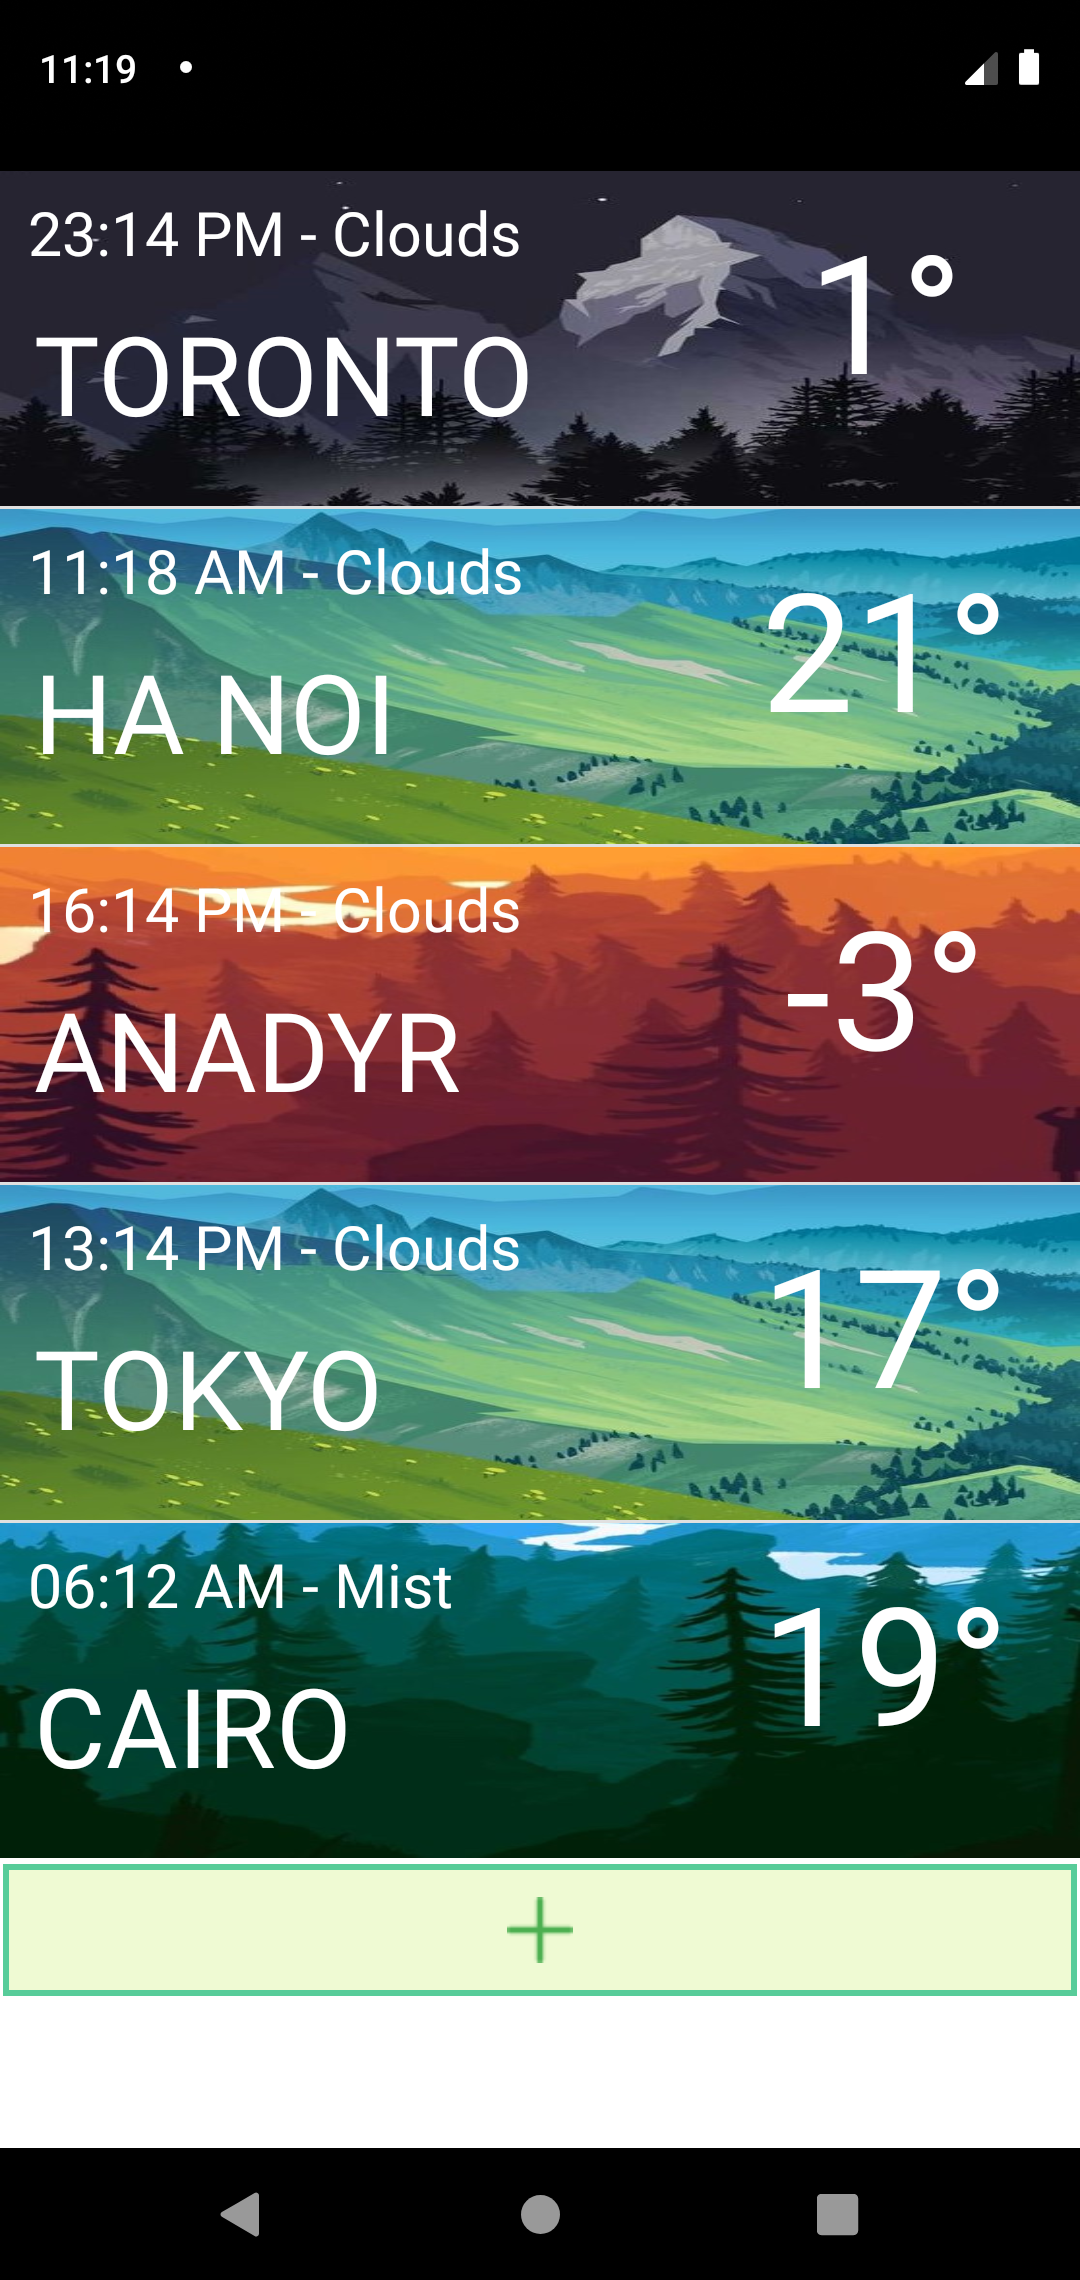 11:19
23:14 PM - Clouds
TORONTO
1°
11:18 AM - Clouds
HA NOI
21°
16:14 PM - Clouds
ANADYR
-3°
13:14 PM - Clouds
TOKYO
17°
06:12 AM - Mist
CAIRO
19°